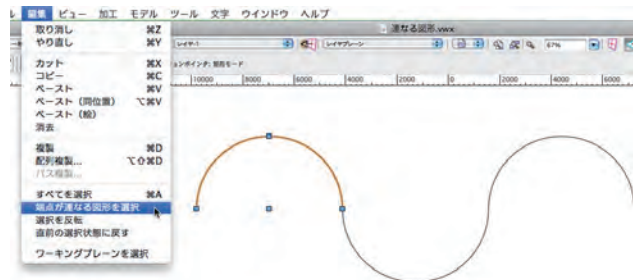 編集 ビュー 加工 モデル ツール 文字 ウインドウ ヘルプ
連なる図形.vwx
取り消し ⌘Z
やり直し ⌘Y
カット ⌘X
コピー ⌘C
ペースト ⌘V
ペースト（同位置） ⌥⌘V
ペースト（絵）
消去
複製 ⌘D
配列複製... ⌥⇧⌘D
パス複製...
すべてを選択 ⌘A
端点が連なる図形を選択
選択を反転
直前の選択状態に戻す
ワーキングプレーンを選択
レイヤ-1
レイヤプレーン
67%
10000 8000 6000 4000 2000 0 2000 4000 6000